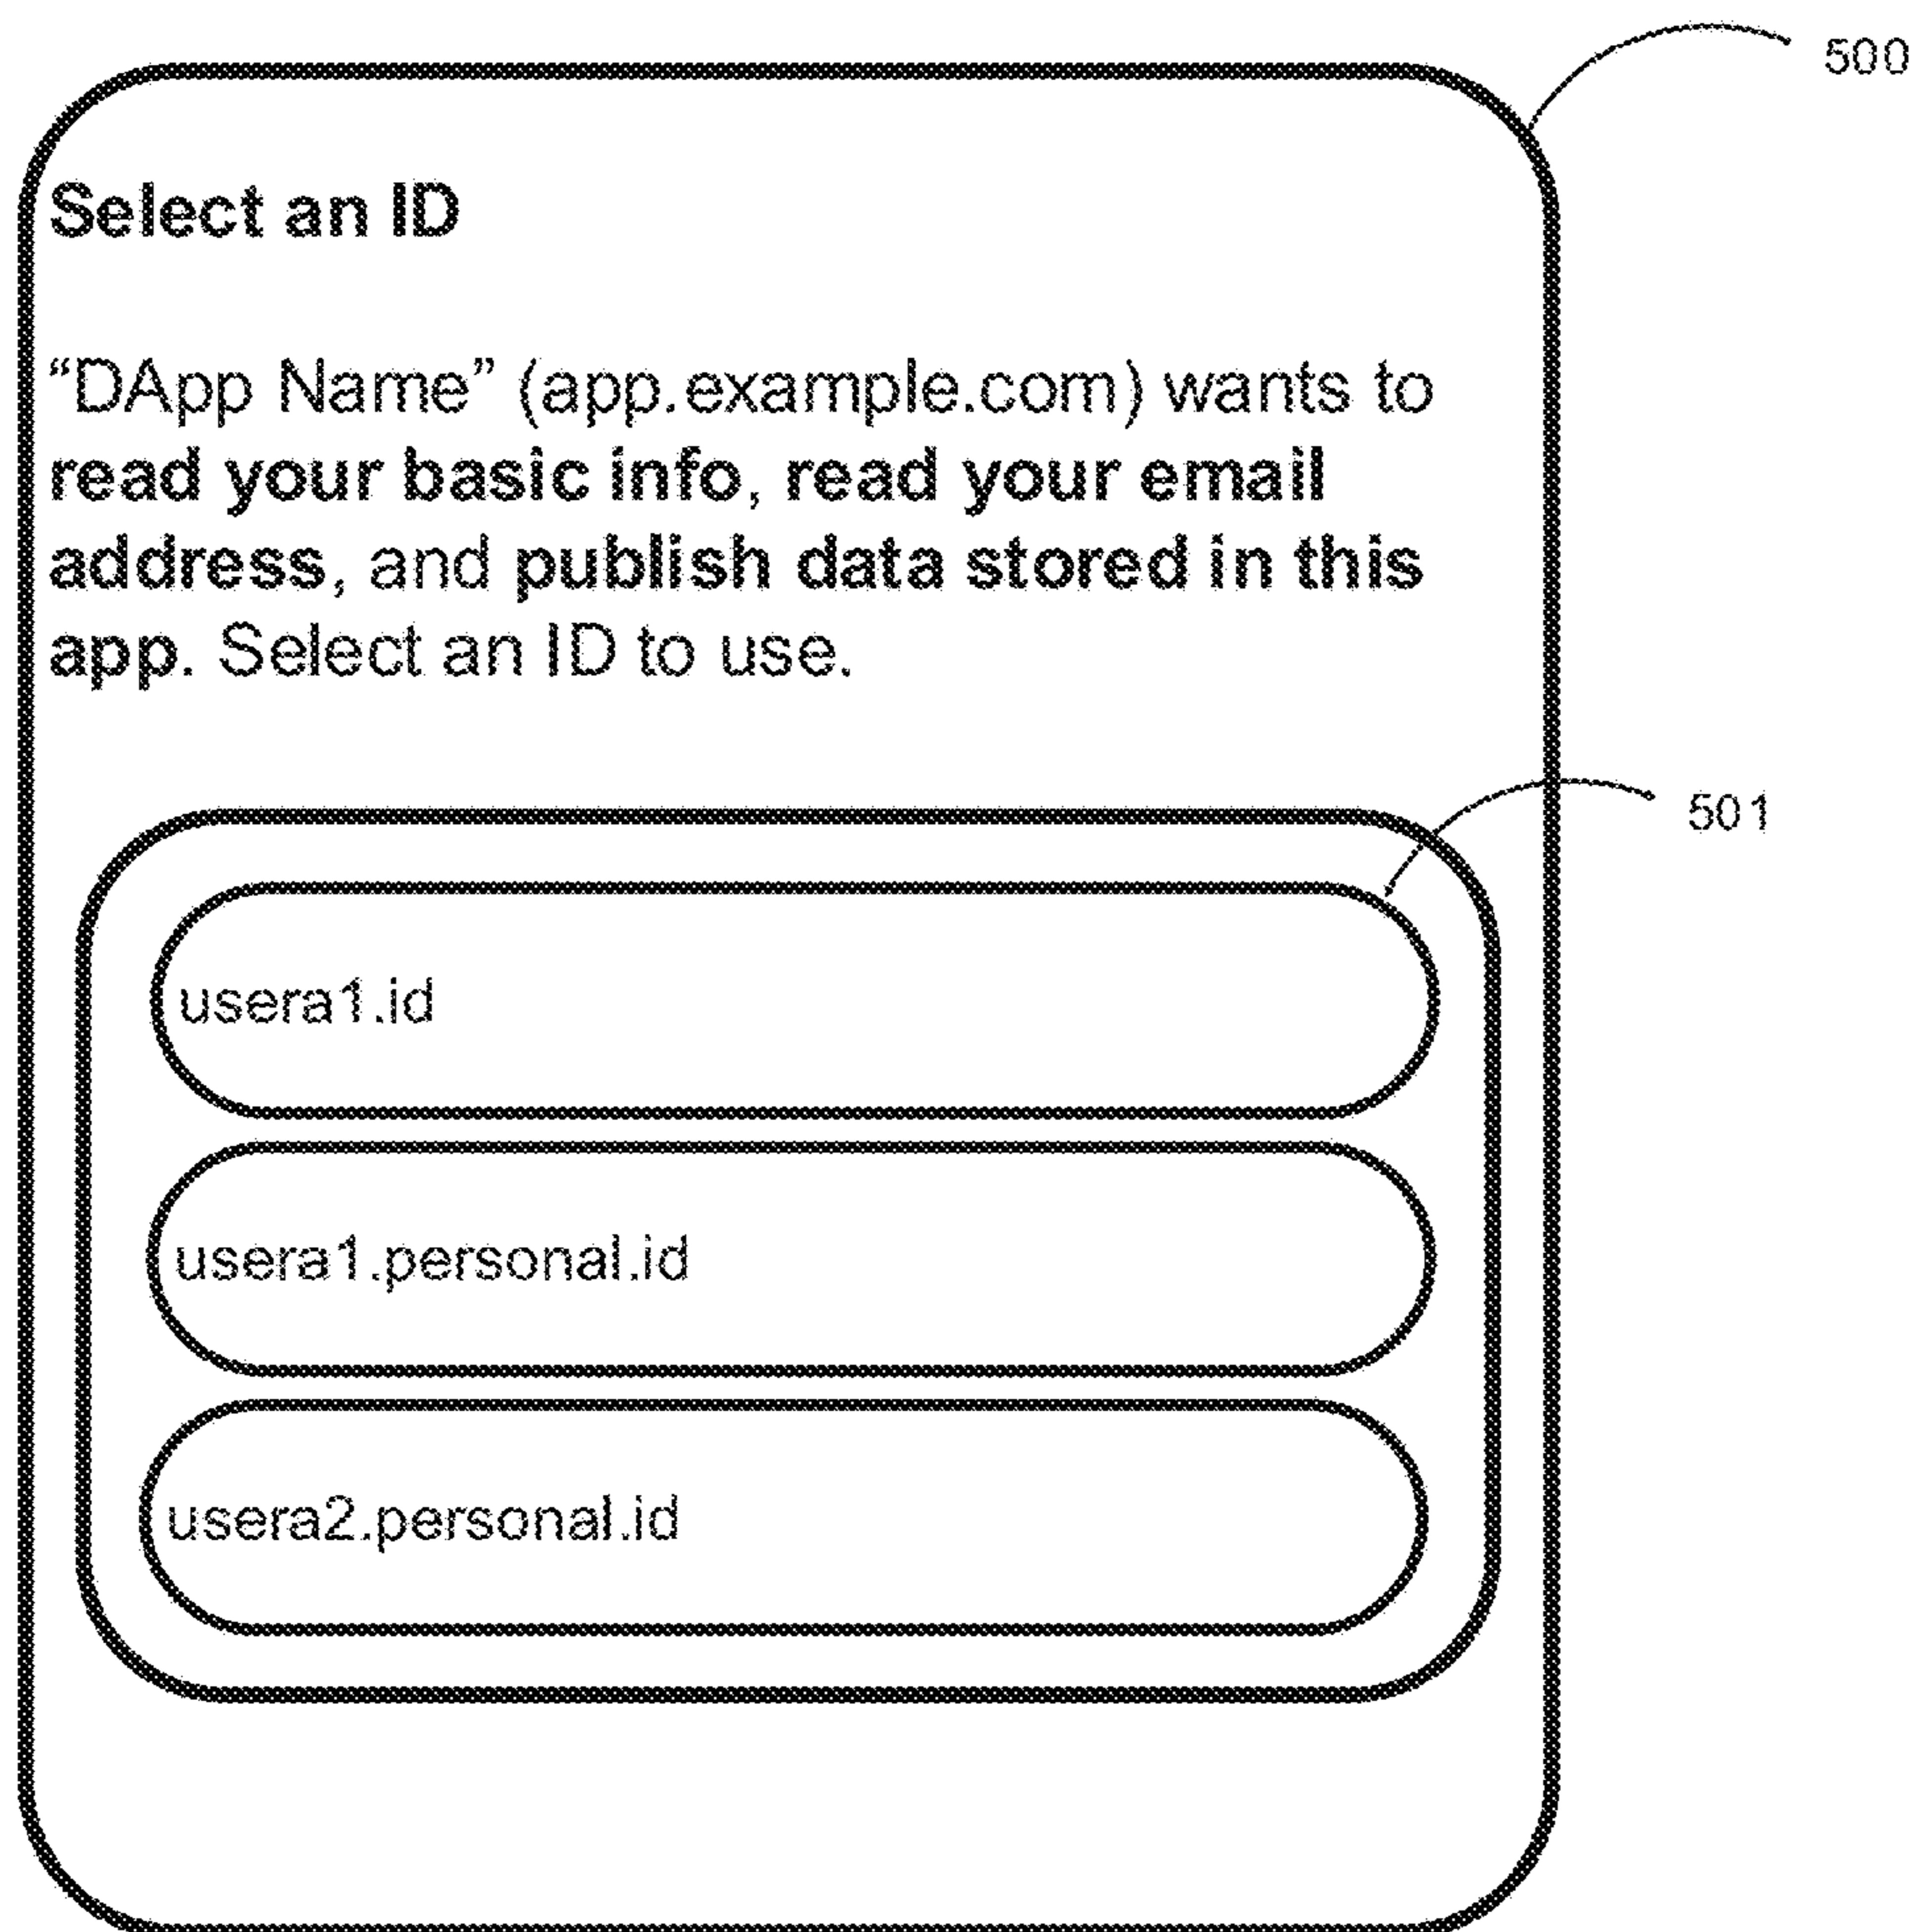 500
Select an ID
“DApp Name” (app.example.com) wants to
read your basic info, read your email
address, and publish data stored in this
app. Select an ID to use.
501
usera1.id
usera1.personal.id
usera2.personal.id